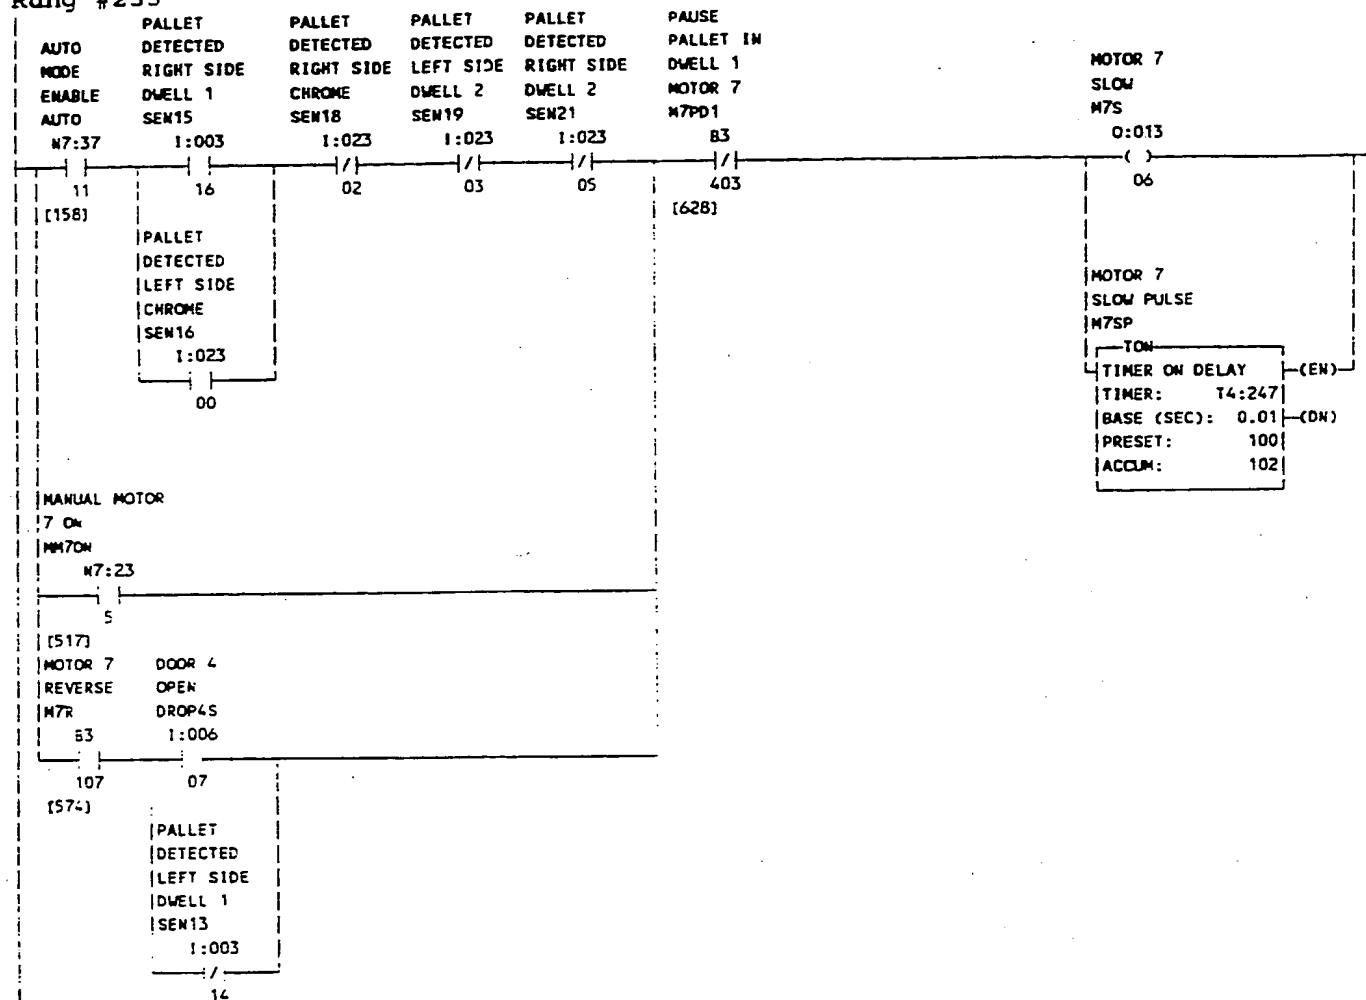 Rung #253
PALLET PALLET PALLET PALLET PAUSE
AUTO DETECTED DETECTED DETECTED DETECTED PALLET IN
MODE RIGHT SIDE RIGHT SIDE LEFT SIDE RIGHT SIDE DWELL 1
ENABLE DWELL 1 CHROME DWELL 2 DWELL 2 MOTOR 7
AUTO SEN15 SEN18 SEN19 SEN21 M7PD1
N7:37 I:003 I:023 I:023 I:023 B3
11 16 02 03 05 403
[158] [628]
MOTOR 7
SLOW
M7S
O:013
06
PALLET
DETECTED
LEFT SIDE
CHROME
SEN16
I:023
00
MOTOR 7
SLOW PULSE
M7SP
TON
TIMER ON DELAY (EN)
TIMER: T4:247
BASE (SEC): 0.01 (DN)
PRESET: 100
ACCUM: 102
MANUAL MOTOR
7 ON
MM7ON
N7:23
5
[517]
MOTOR 7 DOOR 4
REVERSE OPEN
M7R DROP4S
B3 I:006
107 07
[574]
PALLET
DETECTED
LEFT SIDE
DWELL 1
SEN13
I:003
14